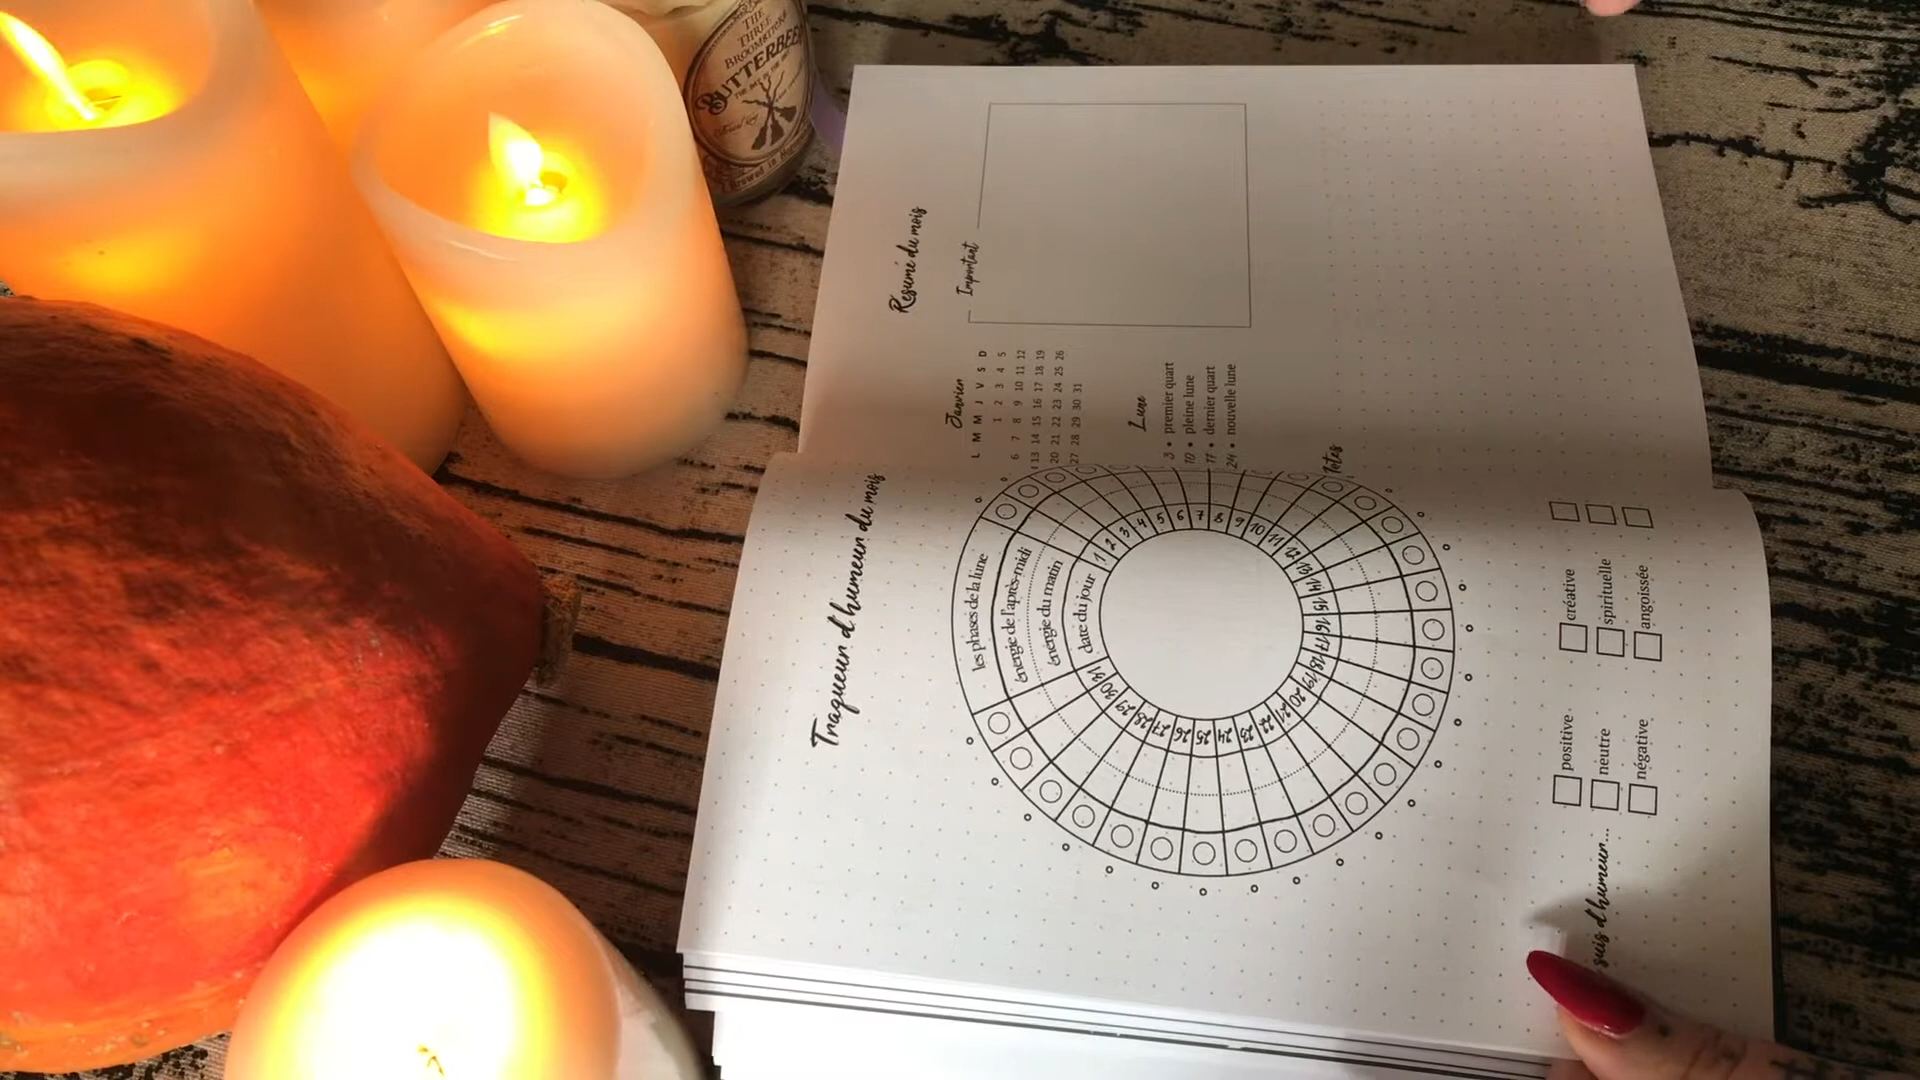 THE
THREE
BROOMSTICKS
BUTTERBEER
Traqueur d'humeur du mois
les phases de la lune
énergie de l'après-midi
énergie du matin
date du jour
1 2 3 4 5 6 7 8 9 10 11 12 13 14 15 16 17 18 19 20 21 22 23 24 25 26 27 28 29 30 31
suis d'humeur...
positive
neutre
négative
créative
spirituelle
angoissée
Résumé du mois
Janvier
L M M J V S D
1 2 3 4 5
6 7 8 9 10 11 12
13 14 15 16 17 18 19
20 21 22 23 24 25 26
27 28 29 30 31
Important
Lune
3 • premier quart
10 • pleine lune
17 • dernier quart
24 • nouvelle lune